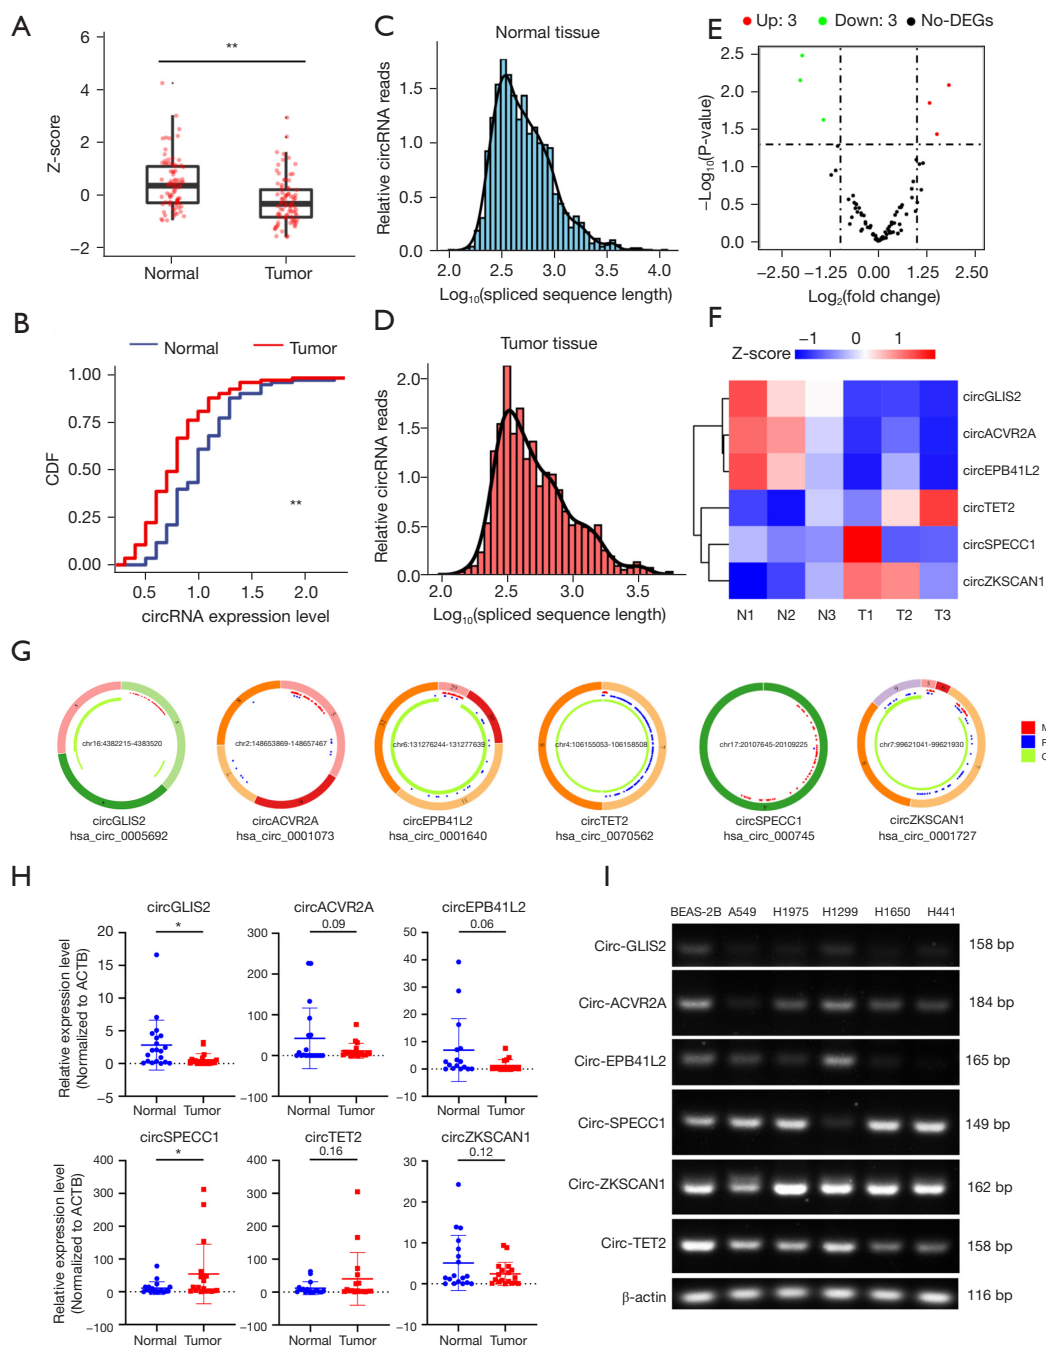 A
6
4
2
0
−2
Z-score
**
Normal
Tumor
B
Normal
Tumor
1.00
0.75
0.50
0.25
0.00
CDF
**
0.5
1.0
1.5
2.0
circRNA expression level
C
Normal tissue
1.5
1.0
0.5
0.0
Relative circRNA reads
2.0
2.5
3.0
3.5
4.0
Log10(spliced sequence length)
D
Tumor tissue
2.0
1.5
1.0
0.5
0.0
Relative circRNA reads
2.0
2.5
3.0
3.5
Log10(spliced sequence length)
E
Up: 3
Down: 3
No-DEGs
2.5
2.0
1.5
1.0
0.5
0.0
−Log10(P-value)
−2.50
−1.25
0.00
1.25
2.50
Log2(fold change)
F
Z-score
−1
0
1
circGLIS2
circACVR2A
circEPB41L2
circTET2
circSPECC1
circZKSCAN1
N1
N2
N3
T1
T2
T3
G
chr16:4382215-4383520
circGLIS2
hsa_circ_0005692
chr2:148653869-148657467
circACVR2A
hsa_circ_0001073
chr6:131276244-131277639
circEPB41L2
hsa_circ_0001640
chr4:106155053-106158508
circTET2
hsa_circ_0070562
chr17:20107645-20109225
circSPECC1
hsa_circ_000745
chr7:99621041-99621930
circZKSCAN1
hsa_circ_0001727
H
Relative expression level
(Normalized to ACTB)
circGLIS2
*
20
15
10
5
0
−5
Normal Tumor
circACVR2A
0.09
300
200
100
0
−100
Normal Tumor
circEPB41L2
0.06
50
40
30
20
10
0
−10
Normal Tumor
Relative expression level
(Normalized to ACTB)
circSPECC1
*
400
300
200
100
0
−100
Normal Tumor
circTET2
0.16
400
300
200
100
0
−100
Normal Tumor
circZKSCAN1
0.12
30
20
10
0
−10
Normal Tumor
I
BEAS-2B A549 H1975 H1299 H1650 H441
Circ-GLIS2 158 bp
Circ-ACVR2A 184 bp
Circ-EPB41L2 165 bp
Circ-SPECC1 149 bp
Circ-ZKSCAN1 162 bp
Circ-TET2 158 bp
β-actin 116 bp